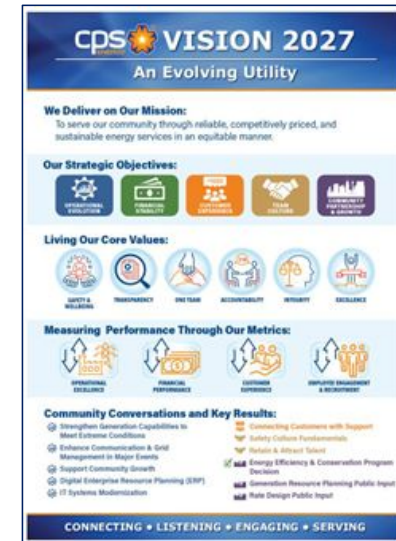 cps VISION 2027
ENERGY
An Evolving Utility
We Deliver on Our Mission:
To serve our community through reliable, competitively priced, and
sustainable energy services in an equitable manner.
Our Strategic Objectives:
OPERATIONAL
EVOLUTION
FINANCIAL
STABILITY
CUSTOMER
EXPERIENCE
TEAM
CULTURE
COMMUNITY
PARTNERSHIP
& GROWTH
Living Our Core Values:
SAFETY &
WELLBEING
TRANSPARENCY
ONE TEAM
ACCOUNTABILITY
INTEGRITY
EXCELLENCE
Measuring Performance Through Our Metrics:
OPERATIONAL
EXCELLENCE
FINANCIAL
PERFORMANCE
CUSTOMER
EXPERIENCE
EMPLOYEE ENGAGEMENT
& RECRUITMENT
Community Conversations and Key Results:
Strengthen Generation Capabilities to
Meet Extreme Conditions
Enhance Communication & Grid
Management in Major Events
Support Community Growth
Digital Enterprise Resource Planning (ERP)
IT Systems Modernization
Connecting Customers with Support
Safety Culture Fundamentals
Retain & Attract Talent
Energy Efficiency & Conservation Program
Decision
Generation Resource Planning Public Input
Rate Design Public Input
CONNECTING • LISTENING • ENGAGING • SERVING